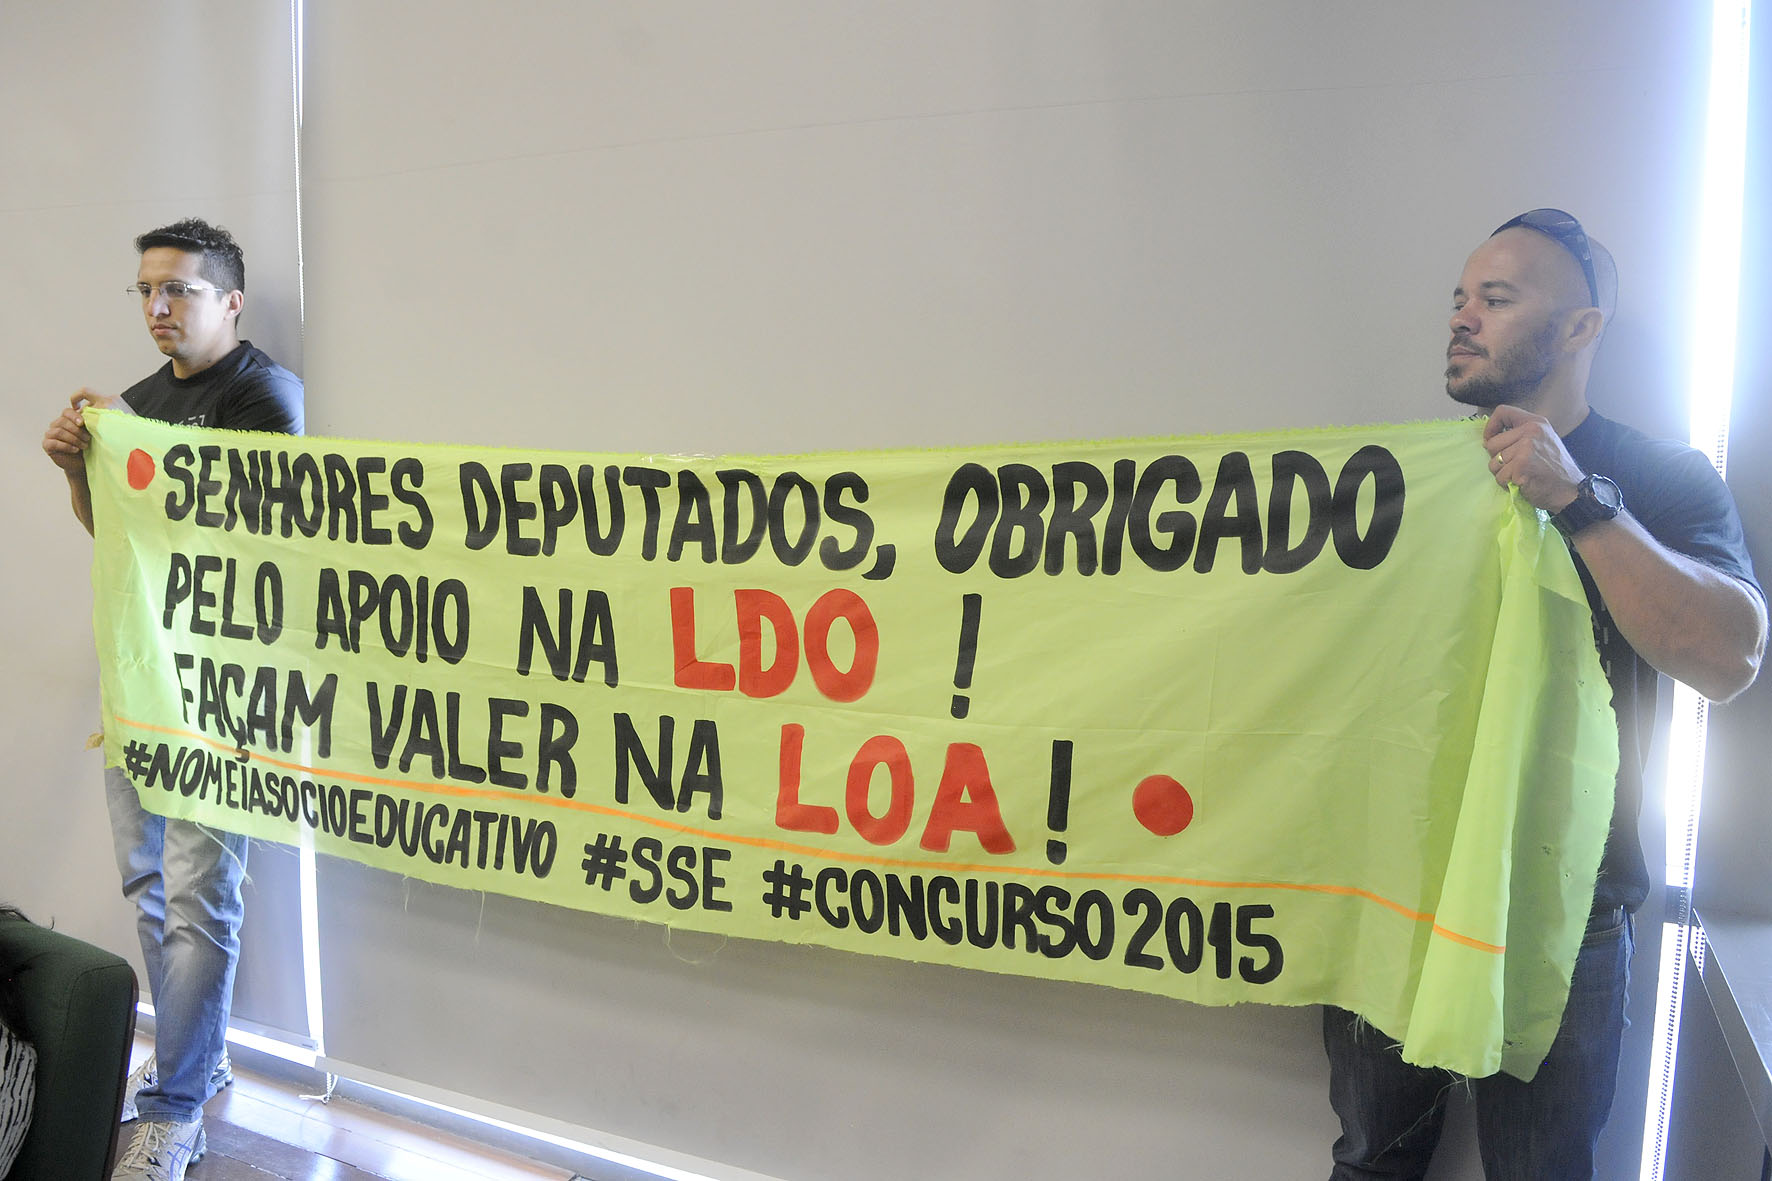 SENHORES DEPUTADOS, OBRIGADO
PELO APOIO NA LDO !
FAÇAM VALER NA LOA !
#NOMEIASOCIOEDUCATIVO #SSE #CONCURSO2015